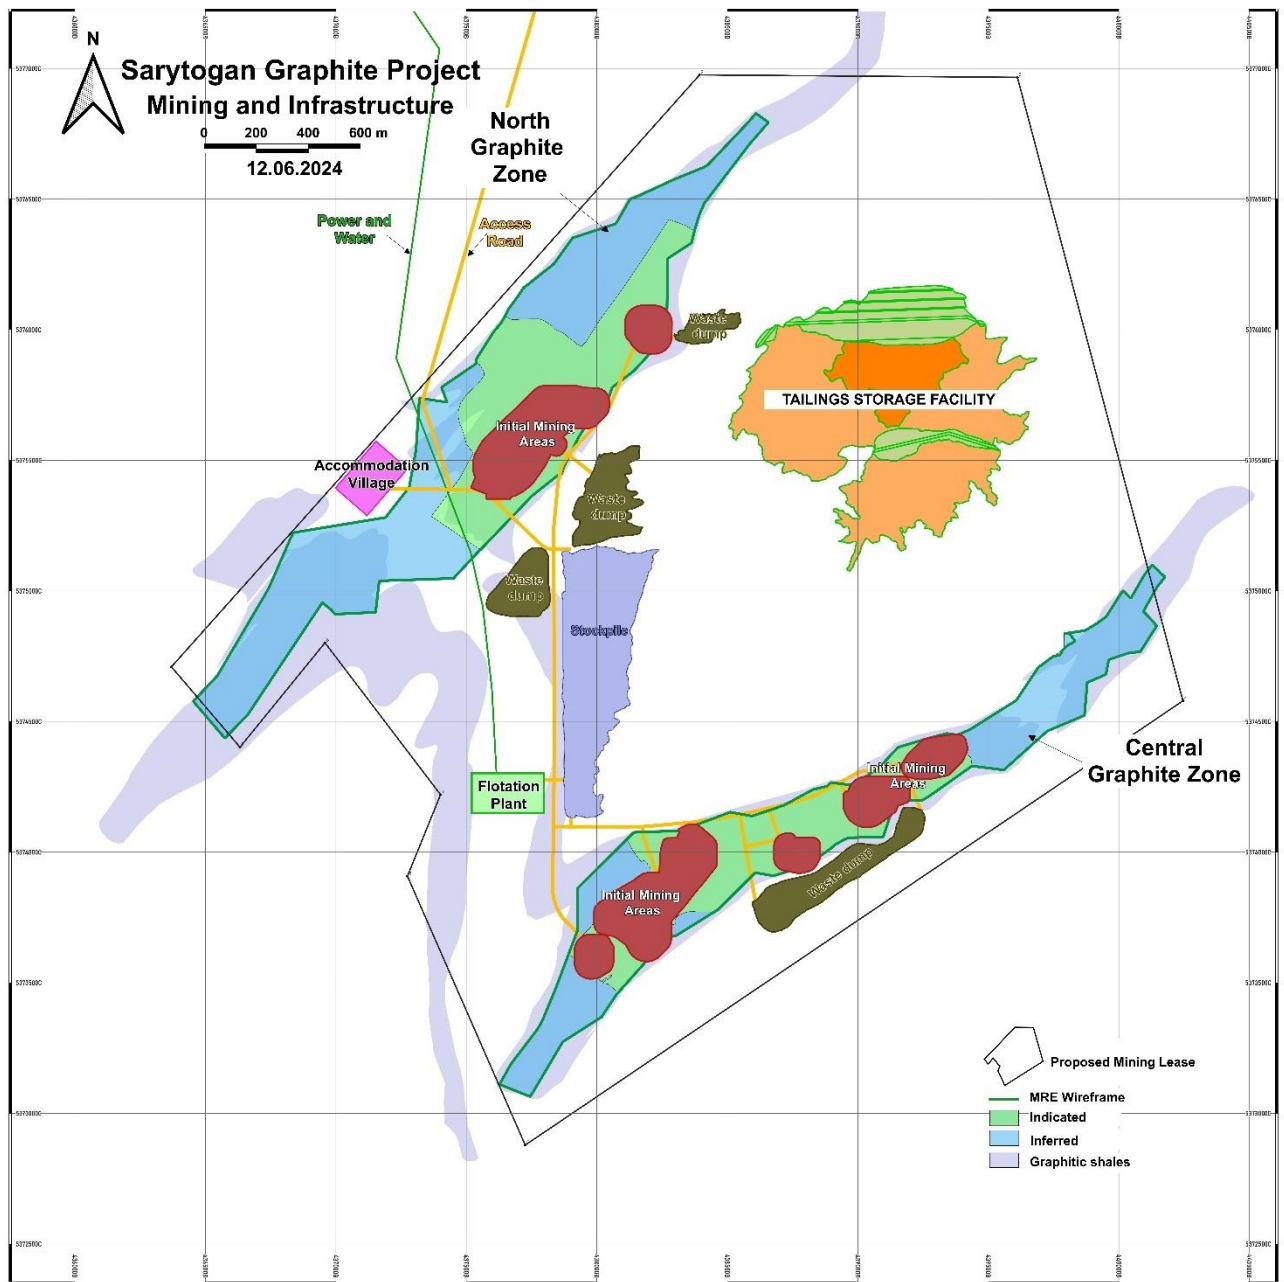 N
Sarytogan Graphite Project
Mining and Infrastructure
0 200 400 600 m
12.06.2024
North
Graphite
Zone
Power and
Water
Access
Road
Waste
dump
TAILINGS STORAGE FACILITY
Initial Mining
Areas
Accommodation
Village
Waste
dump
Waste
dump
Stockpile
Flotation
Plant
Central
Graphite Zone
Initial Mining
Areas
Waste dump
Initial Mining
Areas
Proposed Mining Lease
MRE Wireframe
Indicated
Inferred
Graphitic shales